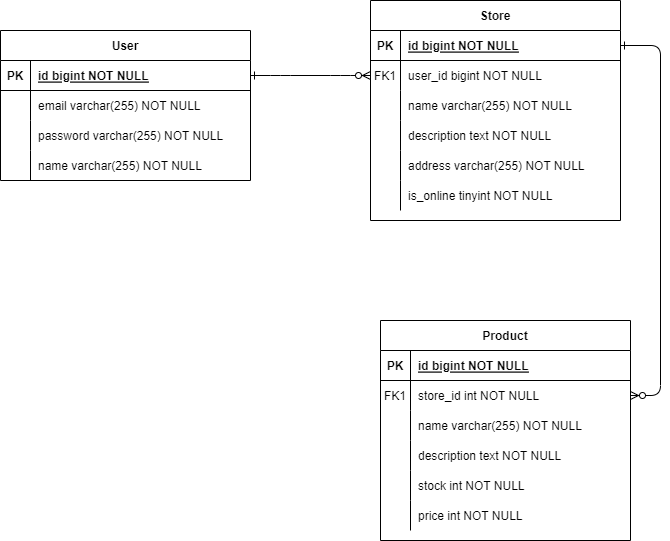 User
PK id bigint NOT NULL
email varchar(255) NOT NULL
password varchar(255) NOT NULL
name varchar(255) NOT NULL
Store
PK id bigint NOT NULL
FK1 user_id bigint NOT NULL
name varchar(255) NOT NULL
description text NOT NULL
address varchar(255) NOT NULL
is_online tinyint NOT NULL
Product
PK id bigint NOT NULL
FK1 store_id int NOT NULL
name varchar(255) NOT NULL
description text NOT NULL
stock int NOT NULL
price int NOT NULL